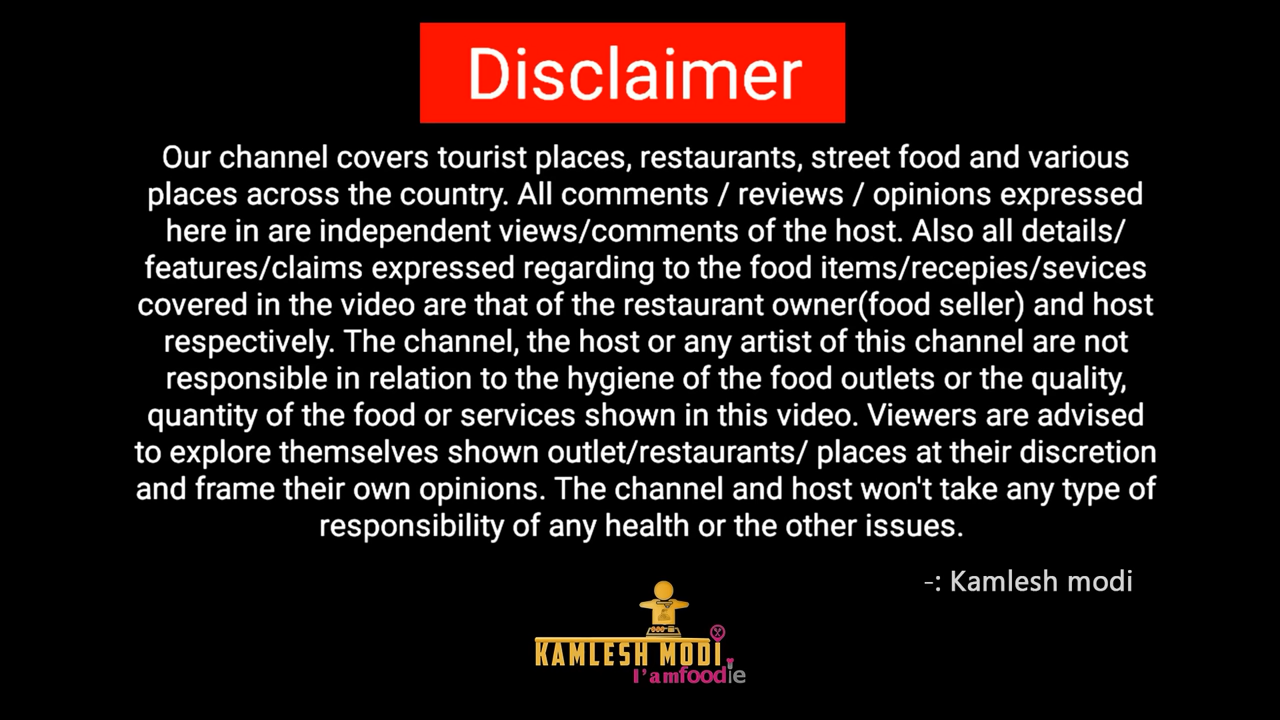 Disclaimer
Our channel covers tourist places, restaurants, street food and various
places across the country. All comments / reviews / opinions expressed
here in are independent views/comments of the host. Also all details/
features/claims expressed regarding to the food items/recepies/sevices
covered in the video are that of the restaurant owner(food seller) and host
respectively. The channel, the host or any artist of this channel are not
responsible in relation to the hygiene of the food outlets or the quality,
quantity of the food or services shown in this video. Viewers are advised
to explore themselves shown outlet/restaurants/ places at their discretion
and frame their own opinions. The channel and host won't take any type of
responsibility of any health or the other issues.
-: Kamlesh modi
KAMLESH MODI
I'amfoodie